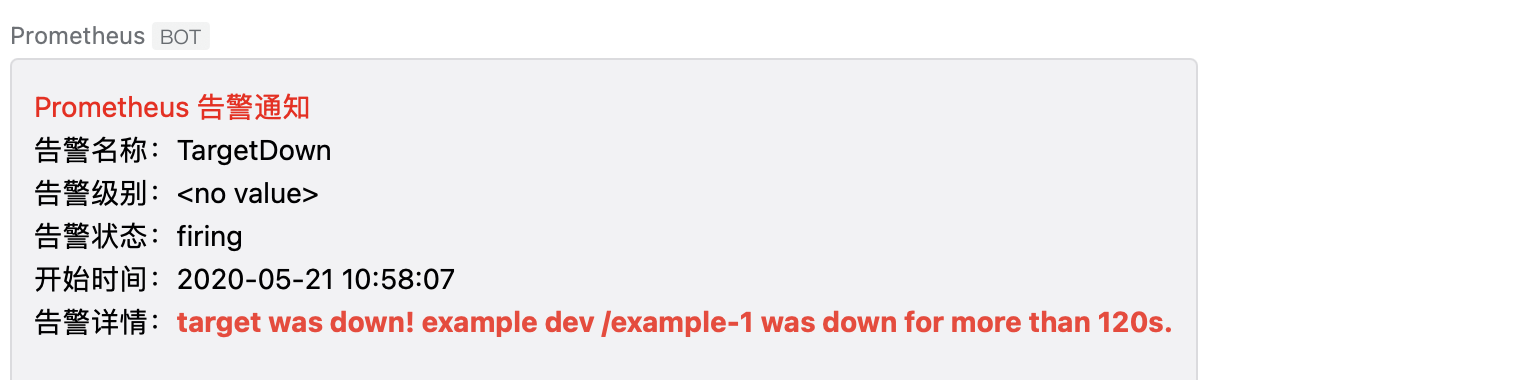 Prometheus BOT
Prometheus 告警通知
告警名称：TargetDown
告警级别：<no value>
告警状态：firing
开始时间：2020-05-21 10:58:07
告警详情：target was down! example dev /example-1 was down for more than 120s.